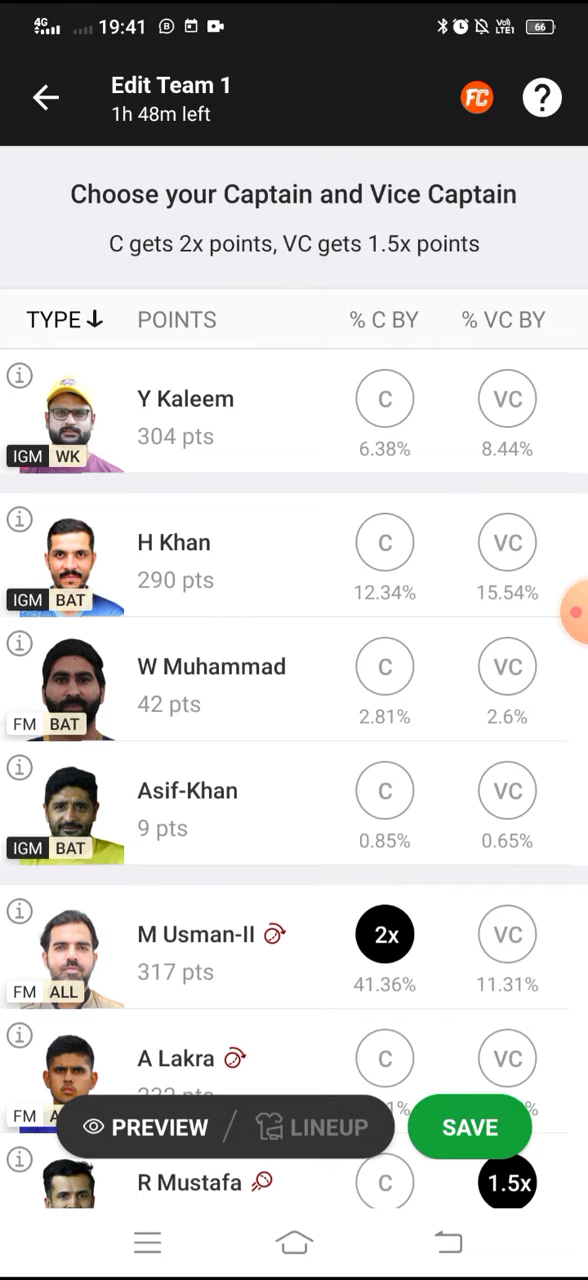 4G 19:41 B VoD LTE1 66
Edit Team 1
1h 48m left
FC ?
Choose your Captain and Vice Captain
C gets 2x points, VC gets 1.5x points
TYPE POINTS % C BY % VC BY
Y Kaleem
304 pts
C VC
6.38% 8.44%
IGM WK
H Khan
290 pts
C VC
12.34% 15.54%
IGM BAT
W Muhammad
42 pts
C VC
2.81% 2.6%
FM BAT
Asif-Khan
9 pts
C VC
0.85% 0.65%
IGM BAT
M Usman-II
317 pts
2x VC
41.36% 11.31%
FM ALL
A Lakra
C VC
FM
PREVIEW / LINEUP SAVE
R Mustafa
C 1.5x